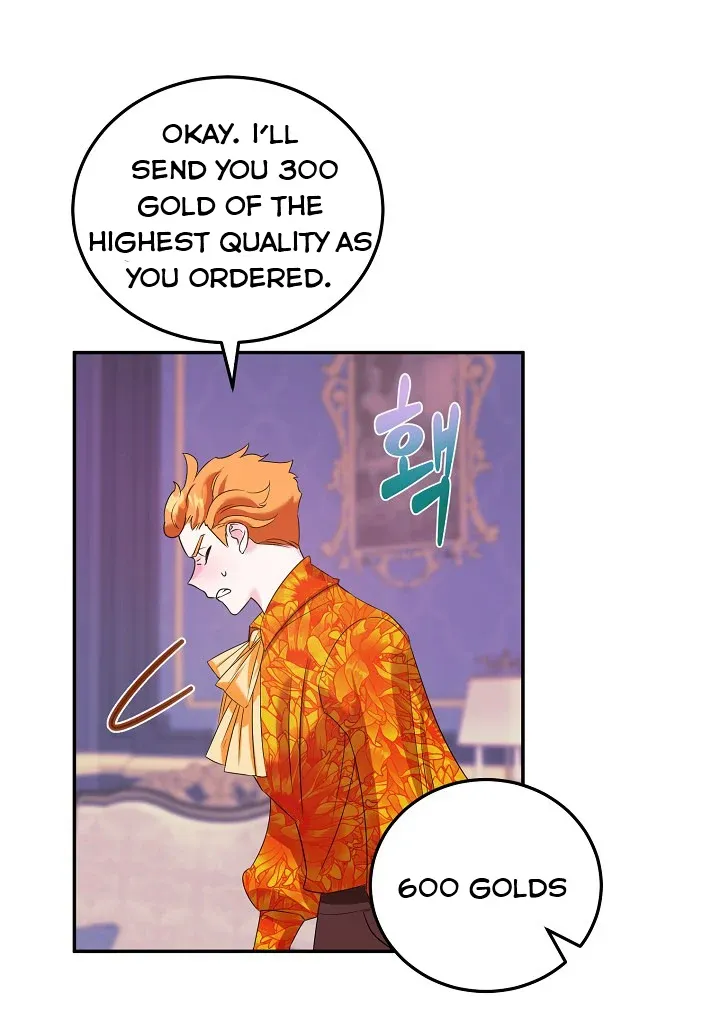 OKAY. I'LL
SEND YOU 300
GOLD OF THE
HIGHEST QUALITY AS
YOU ORDERED.
홱
600 GOLDS